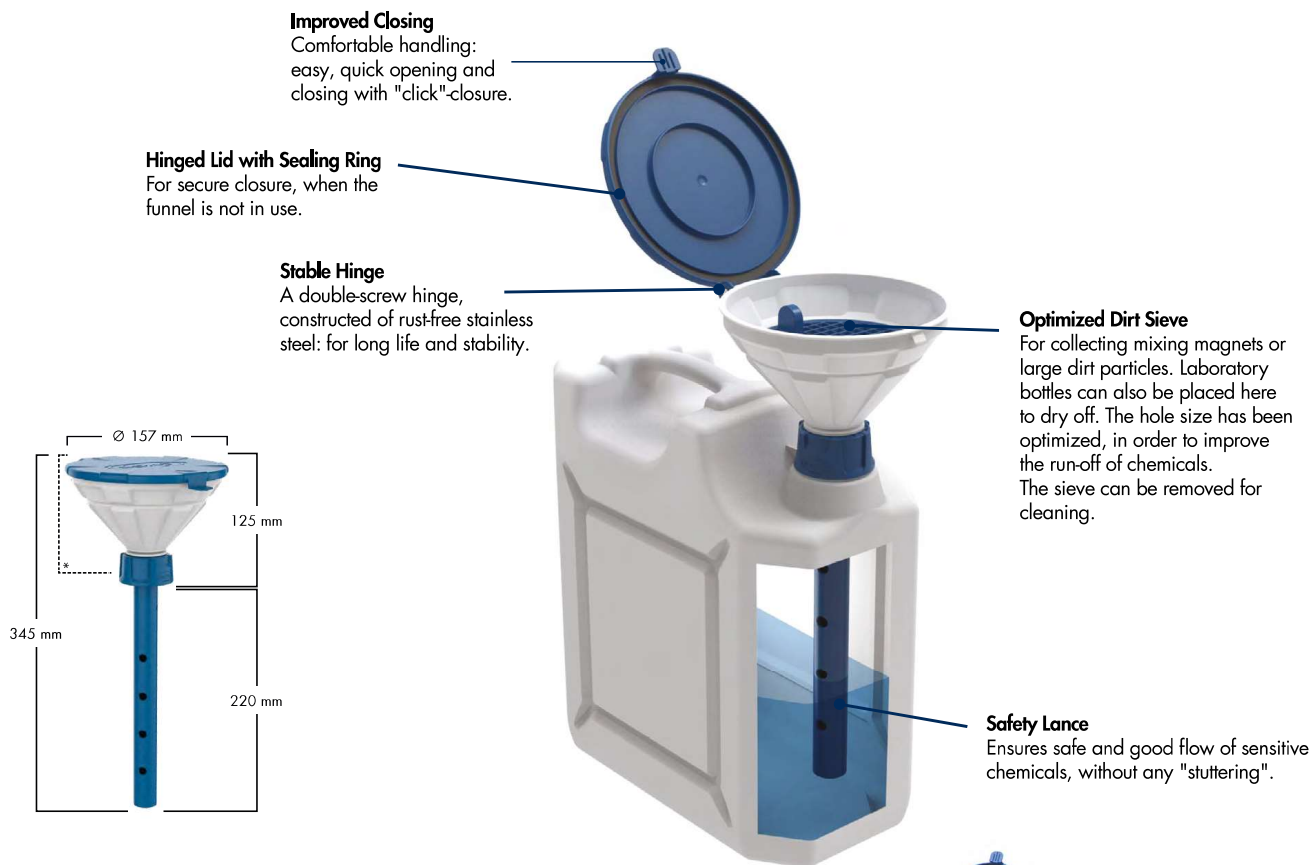 Improved Closing
Comfortable handling:
easy, quick opening and
closing with "click"-closure.
Hinged Lid with Sealing Ring
For secure closure, when the
funnel is not in use.
Stable Hinge
A double-screw hinge,
constructed of rust-free stainless
steel: for long life and stability.
Optimized Dirt Sieve
For collecting mixing magnets or
large dirt particles. Laboratory
bottles can also be placed here
to dry off. The hole size has been
optimized, in order to improve
the run-off of chemicals.
The sieve can be removed for
cleaning.
Ø 157 mm
125 mm
*
345 mm
220 mm
Safety Lance
Ensures safe and good flow of sensitive
chemicals, without any "stuttering".